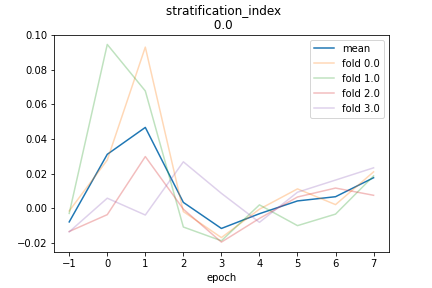 stratification_index
0.0
0.10
0.08
0.06
0.04
0.02
0.00
−0.02
mean
fold 0.0
fold 1.0
fold 2.0
fold 3.0
−1 0 1 2 3 4 5 6 7
epoch